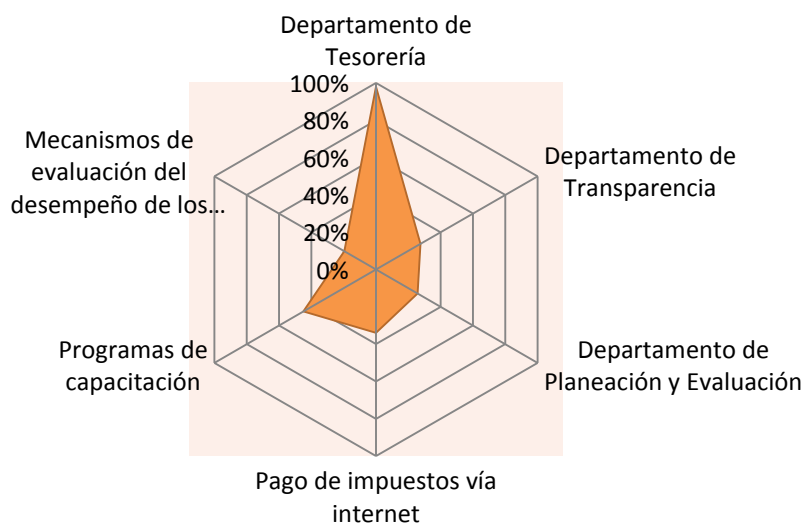 Departamento de
Tesorería
100%
80%
60%
40%
20%
0%
Departamento de
Transparencia
Departamento de
Planeación y Evaluación
Pago de impuestos vía
internet
Programas de
capacitación
Mecanismos de
evaluación del
desempeño de los...